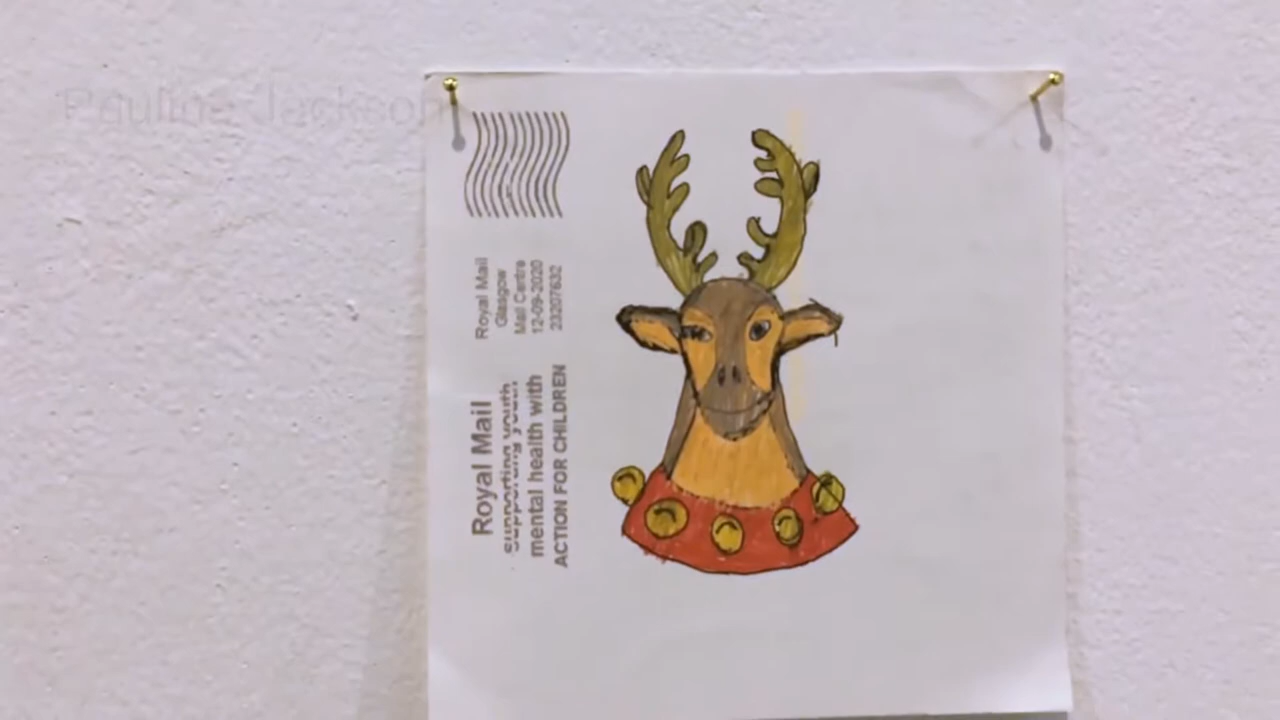 Pauline Jackson
Royal Mail
Glasgow
Mail Centre
12-09-2020
23207632
Royal Mail
supporting youth
mental health with
ACTION FOR CHILDREN